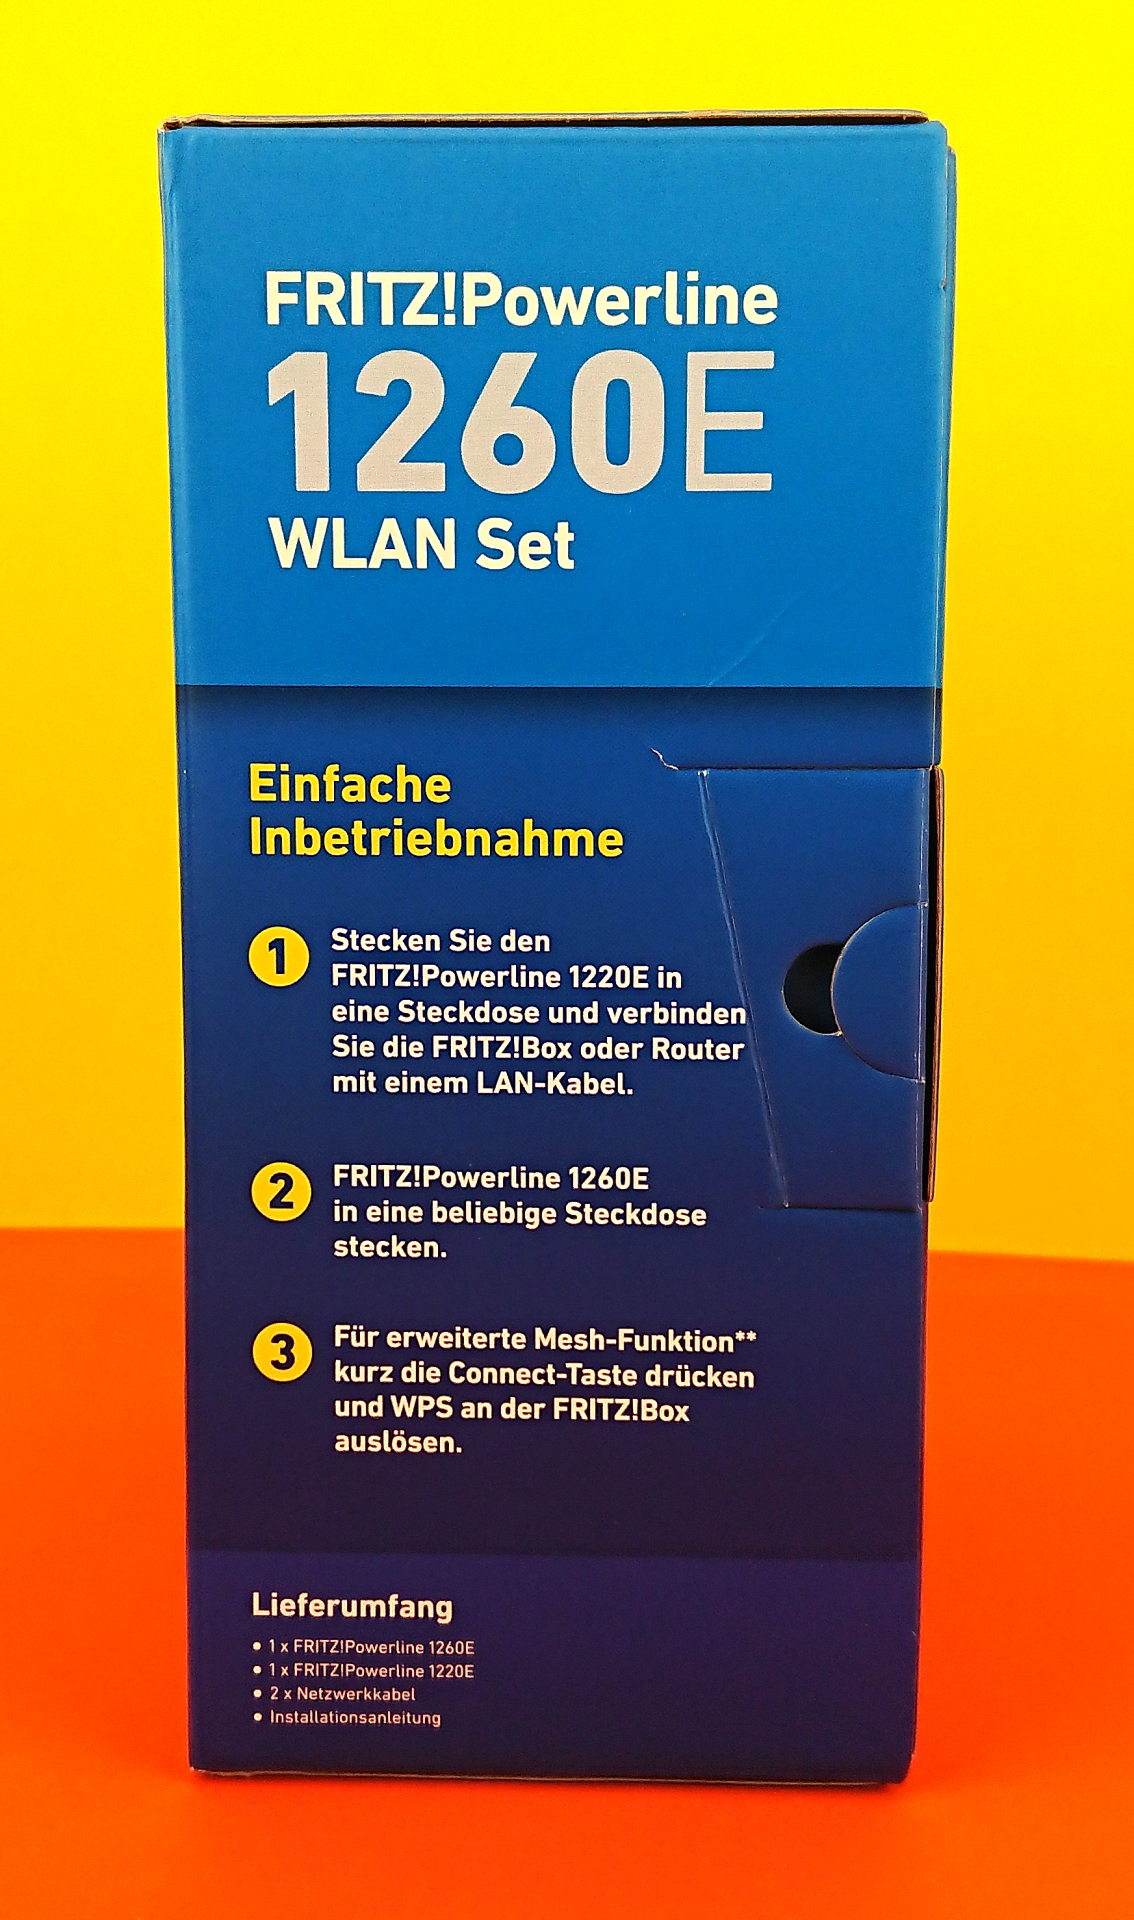 FRITZ!Powerline
1260E
WLAN Set
Einfache
Inbetriebnahme
1
Stecken Sie den
FRITZ!Powerline 1220E in
eine Steckdose und verbinden
Sie die FRITZ!Box oder Router
mit einem LAN-Kabel.
2
FRITZ!Powerline 1260E
in eine beliebige Steckdose
stecken.
3
Für erweiterte Mesh-Funktion**
kurz die Connect-Taste drücken
und WPS an der FRITZ!Box
auslösen.
Lieferumfang
• 1 x FRITZ!Powerline 1260E
• 1 x FRITZ!Powerline 1220E
• 2 x Netzwerkkabel
• Installationsanleitung